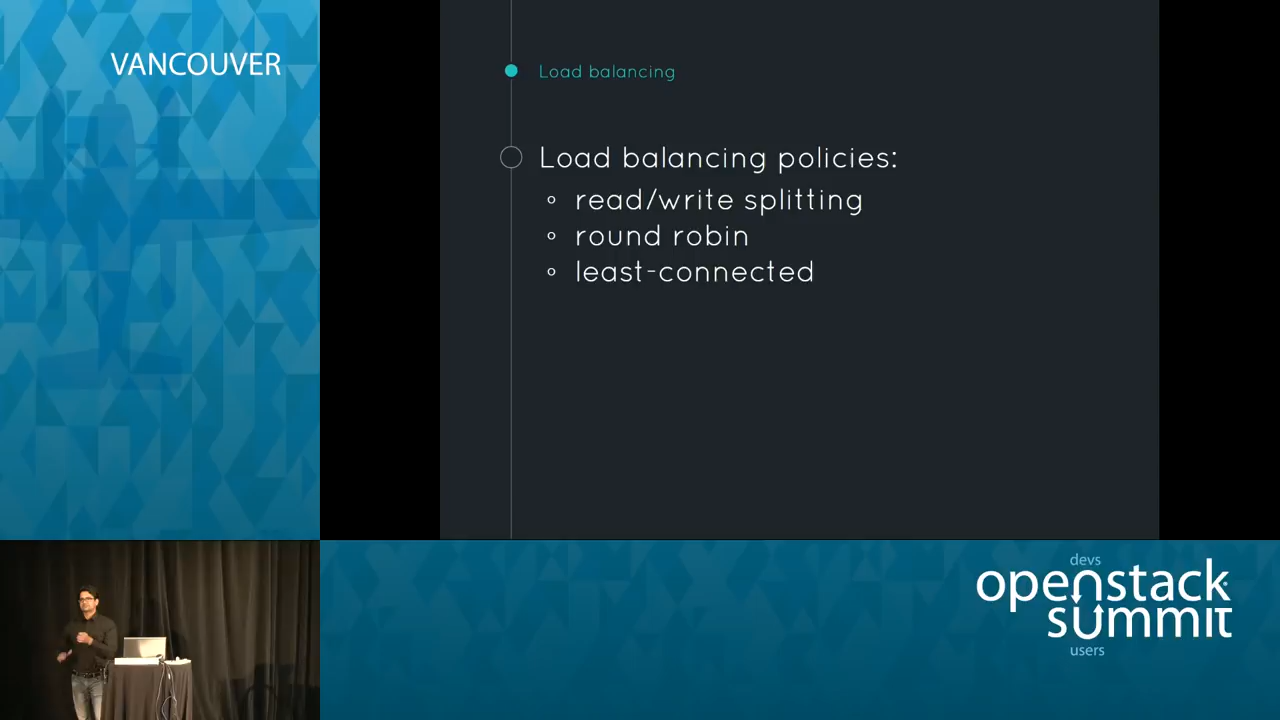 VANCOUVER
Load balancing
Load balancing policies:
read/write splitting
round robin
least-connected
devs
openstack
summit
users